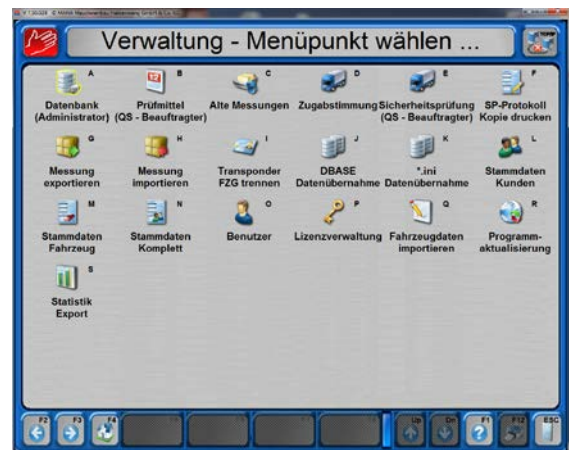 Verwaltung - Menüpunkt wählen ...
A B C D E F
Datenbank (Administrator)
Prüfmittel (QS - Beauftragter)
Alte Messungen
Zugabstimmung
Sicherheitsprüfung (QS - Beauftragter)
SP-Protokoll Kopie drucken
G H I J K L
Messung exportieren
Messung importieren
Transponder FZG trennen
DBASE Datenübernahme
*.ini Datenübernahme
Stammdaten Kunden
M N O P Q R
Stammdaten Fahrzeug
Stammdaten Komplett
Benutzer
Lizenzverwaltung
Fahrzeugdaten importieren
Programm-aktualisierung
S
Statistik Export
F2 F3 F4 Up Dn F1 F12 ESC